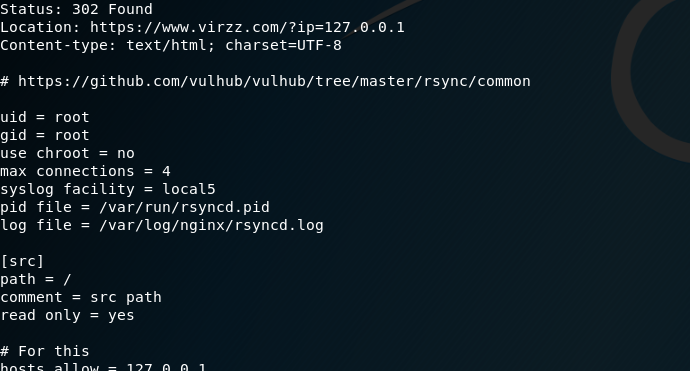 Status: 302 Found
Location: https://www.virzz.com/?ip=127.0.0.1
Content-type: text/html; charset=UTF-8
# https://github.com/vulhub/vulhub/tree/master/rsync/common
uid = root
gid = root
use chroot = no
max connections = 4
syslog facility = local5
pid file = /var/run/rsyncd.pid
log file = /var/log/nginx/rsyncd.log
[src]
path = /
comment = src path
read only = yes
# For this
hosts allow = 127.0.0.1